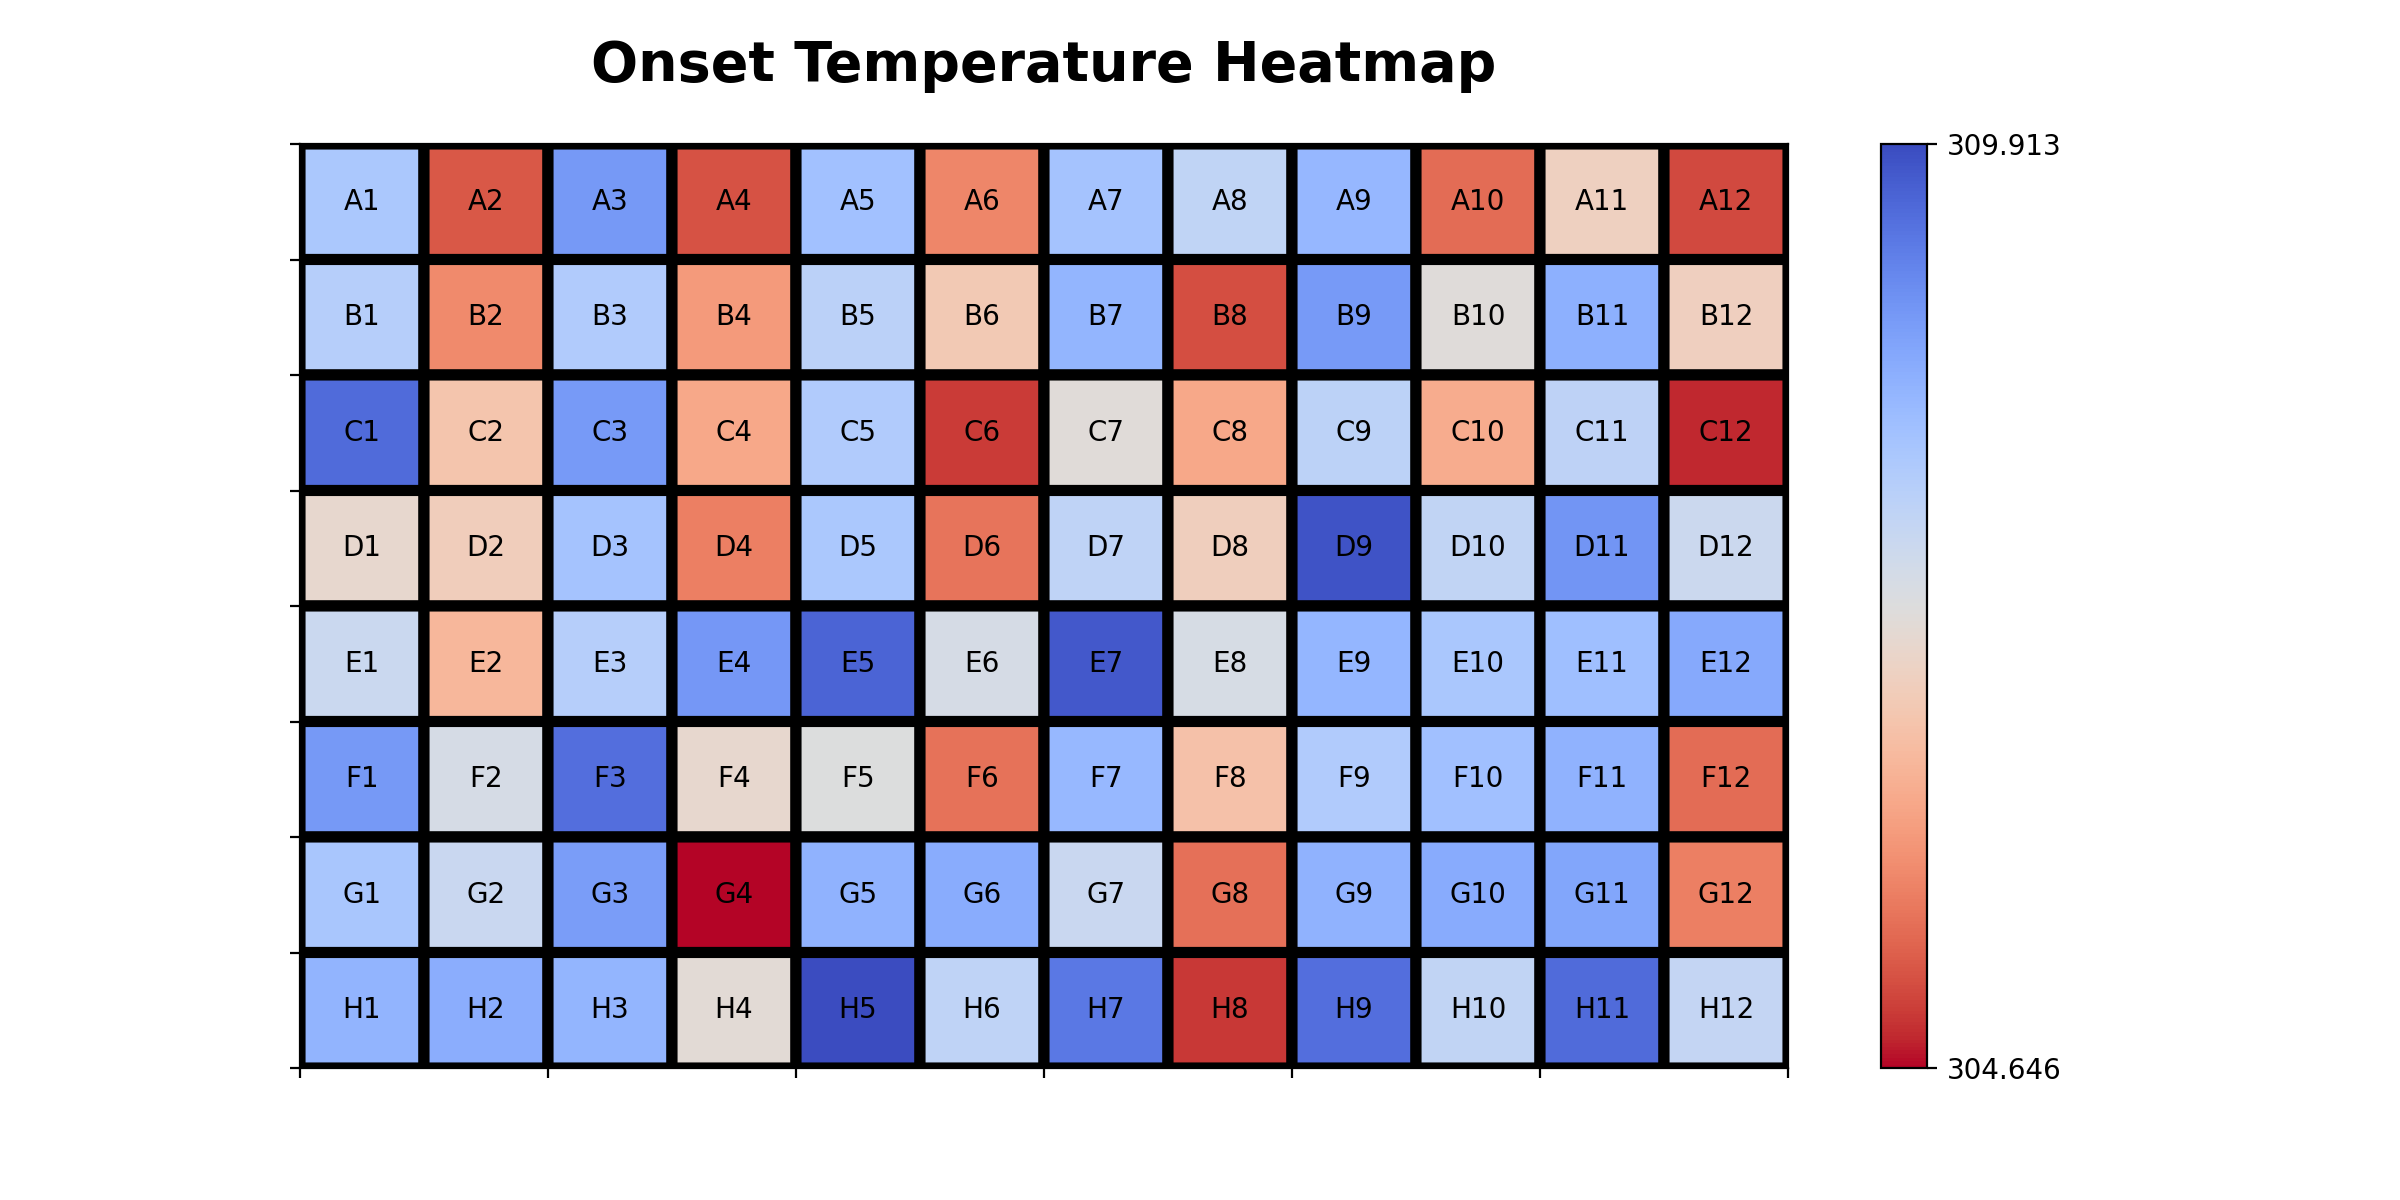 Onset Temperature Heatmap
309.913
A1 A2 A3 A4 A5 A6 A7 A8 A9 A10 A11 A12
B1 B2 B3 B4 B5 B6 B7 B8 B9 B10 B11 B12
C1 C2 C3 C4 C5 C6 C7 C8 C9 C10 C11 C12
D1 D2 D3 D4 D5 D6 D7 D8 D9 D10 D11 D12
E1 E2 E3 E4 E5 E6 E7 E8 E9 E10 E11 E12
F1 F2 F3 F4 F5 F6 F7 F8 F9 F10 F11 F12
G1 G2 G3 G4 G5 G6 G7 G8 G9 G10 G11 G12
H1 H2 H3 H4 H5 H6 H7 H8 H9 H10 H11 H12
304.646